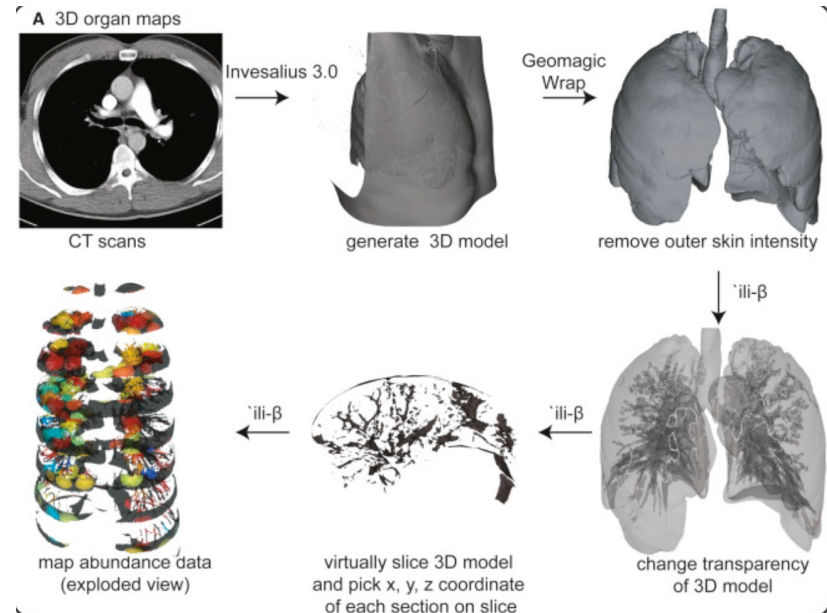 A 3D organ maps
Invesalius 3.0
Geomagic
Wrap
CT scans
generate 3D model
remove outer skin intensity
`ili-β
`ili-β
`ili-β
map abundance data
(exploded view)
virtually slice 3D model
and pick x, y, z coordinate
of each section on slice
change transparency
of 3D model